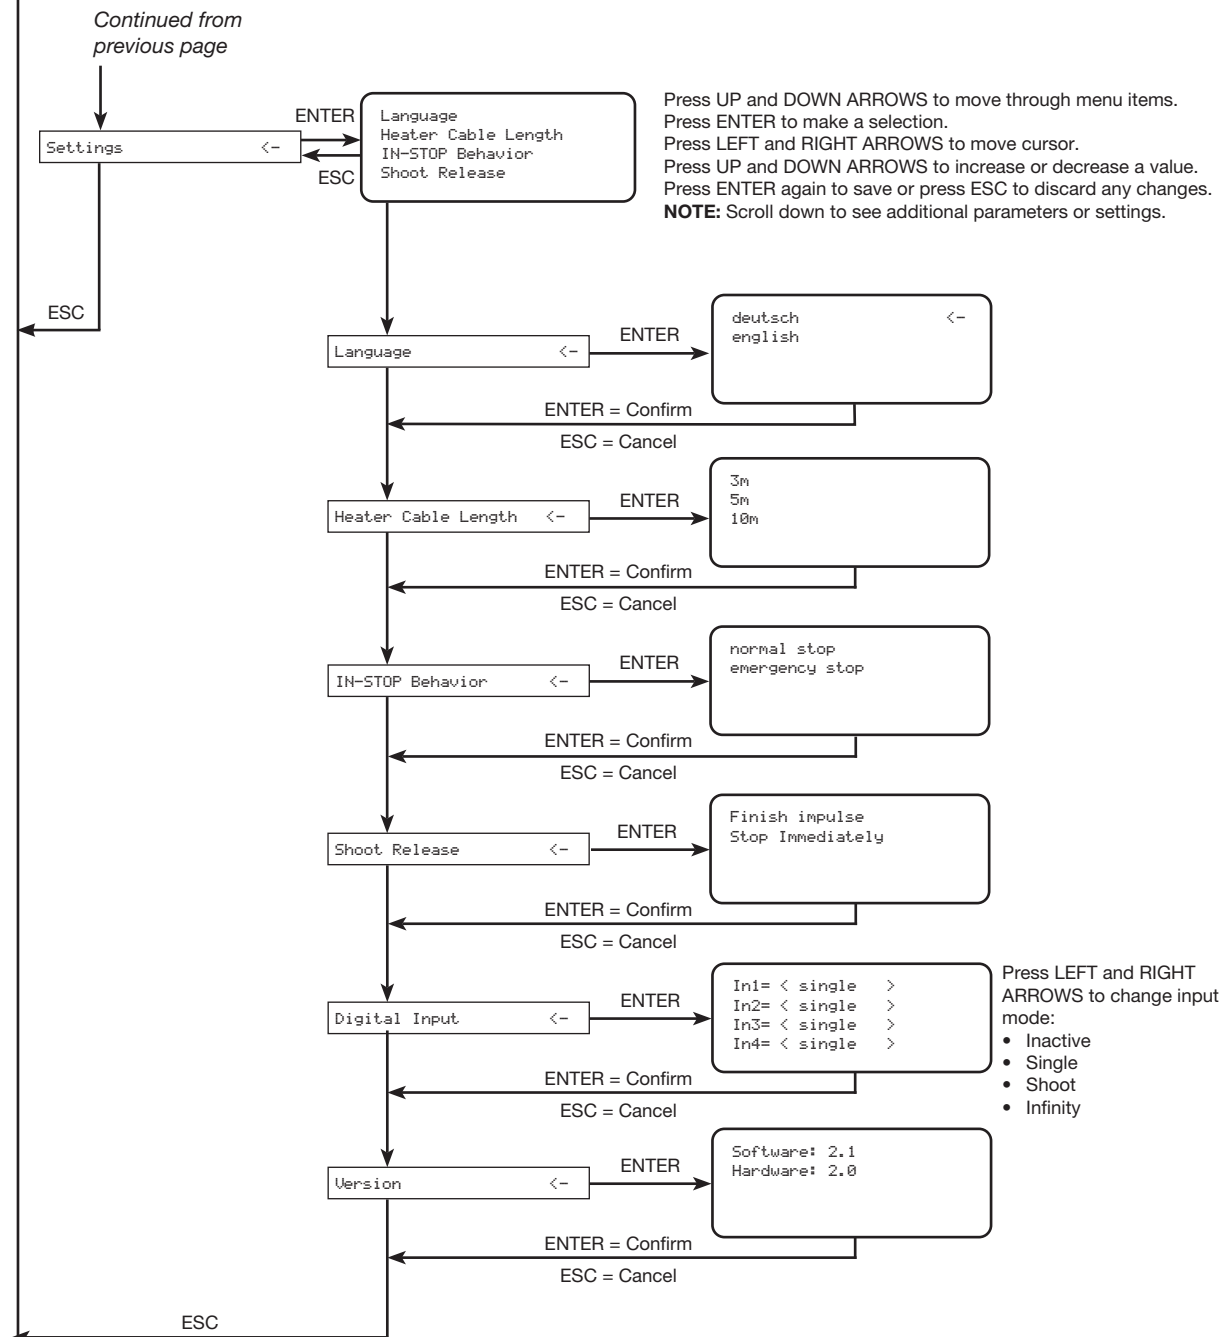 Continued from
previous page
Settings <-
ENTER
ESC
Language
Heater Cable Length
IN-STOP Behavior
Shoot Release
Press UP and DOWN ARROWS to move through menu items.
Press ENTER to make a selection.
Press LEFT and RIGHT ARROWS to move cursor.
Press UP and DOWN ARROWS to increase or decrease a value.
Press ENTER again to save or press ESC to discard any changes.
NOTE: Scroll down to see additional parameters or settings.
ESC
Language <-
ENTER
deutsch <-
english
ENTER = Confirm
ESC = Cancel
Heater Cable Length <-
ENTER
3m
5m
10m
ENTER = Confirm
ESC = Cancel
IN-STOP Behavior <-
ENTER
normal stop
emergency stop
ENTER = Confirm
ESC = Cancel
Shoot Release <-
ENTER
Finish impulse
Stop Immediately
ENTER = Confirm
ESC = Cancel
Digital Input <-
ENTER
In1= < single >
In2= < single >
In3= < single >
In4= < single >
Press LEFT and RIGHT
ARROWS to change input
mode:
• Inactive
• Single
• Shoot
• Infinity
ENTER = Confirm
ESC = Cancel
Version <-
ENTER
Software: 2.1
Hardware: 2.0
ENTER = Confirm
ESC = Cancel
ESC